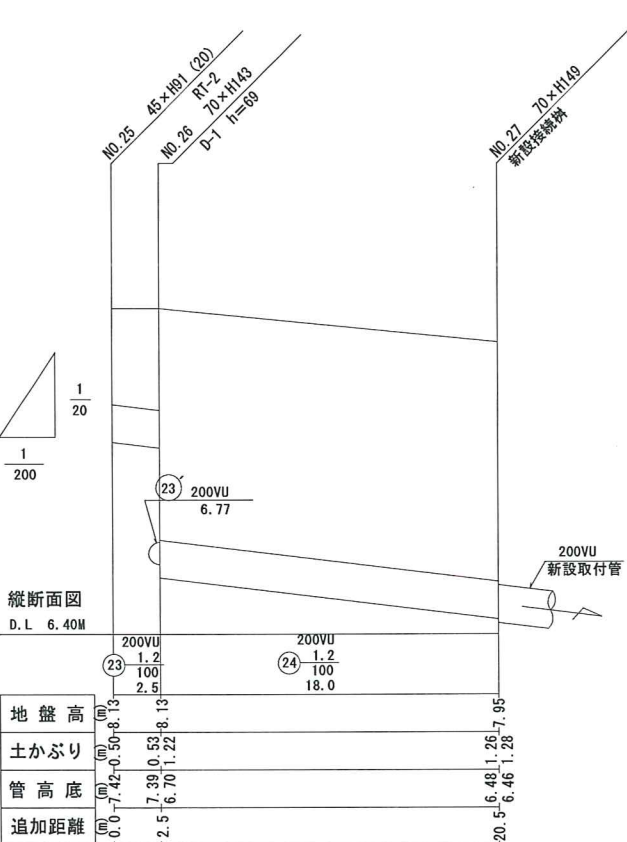 NO.25 45×H91 (20)
RT-2
NO.26 70×H143
D-1 h=69
NO.27 70×H149
新設接続桝
1
20
1
200
23′ 200VU
6.77
200VU
新設取付管
縦断面図
D.L 6.40M
200VU
23 1.2
100
2.5
200VU
24 1.2
100
18.0
地盤高 (m) 8.13 8.13 7.95
土かぶり (m) 0.50 0.53 1.22 1.26 1.28
管高底 (m) 7.42 7.39 6.70 6.48 6.46
追加距離 (m) 0.0 2.5 20.5